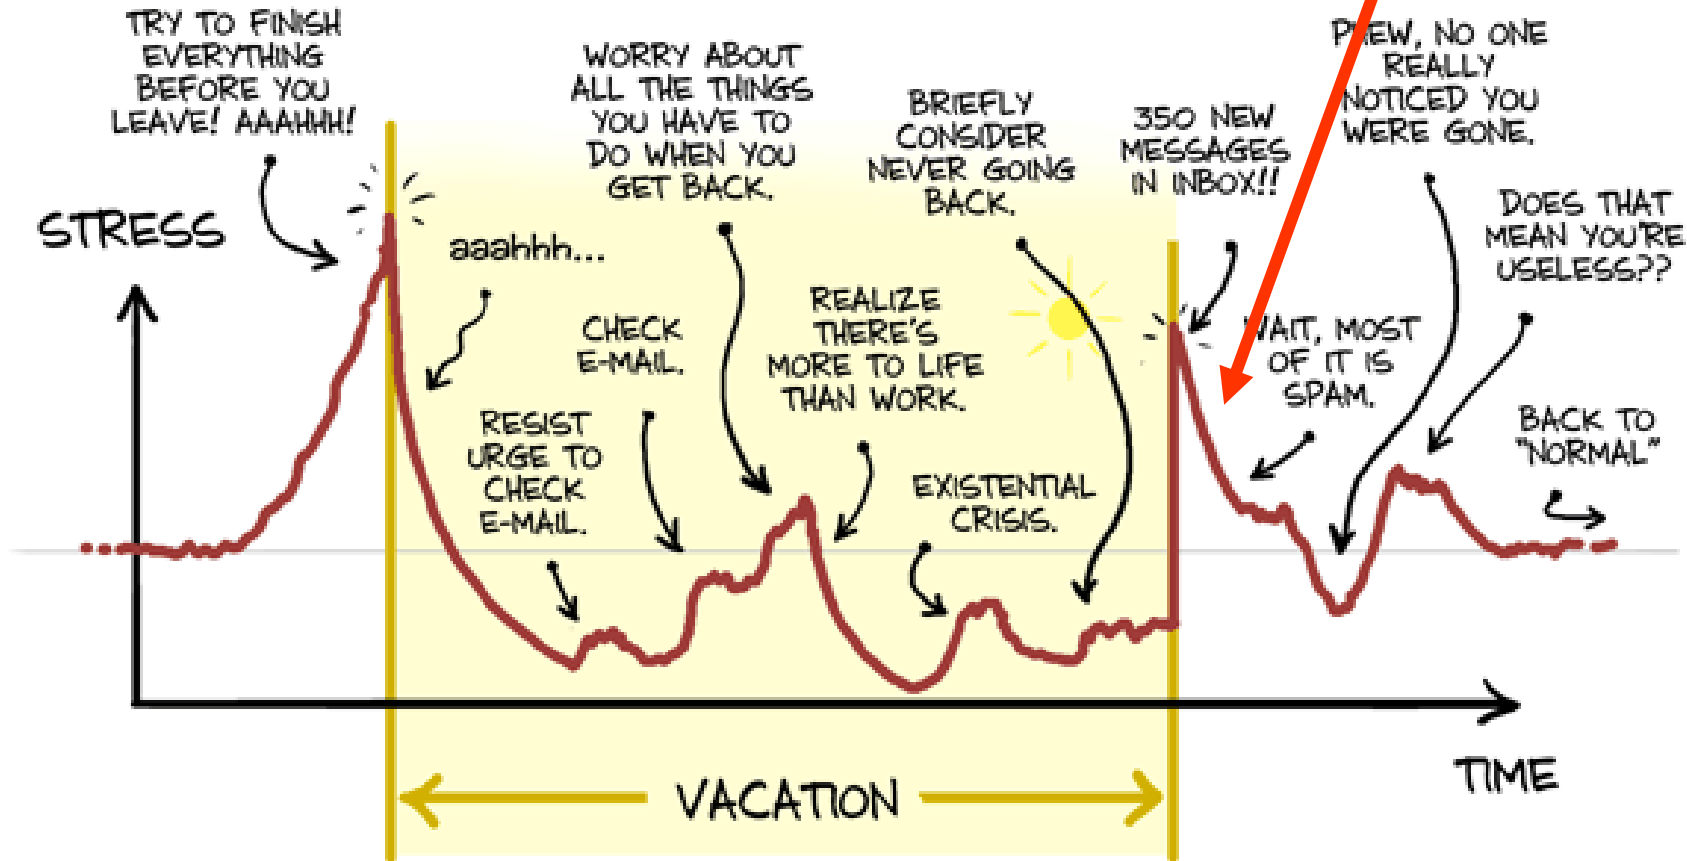 TRY TO FINISH
EVERYTHING
BEFORE YOU
LEAVE! AAAHHH!
STRESS
aaahhh...
RESIST
URGE TO
CHECK
E-MAIL.
CHECK
E-MAIL.
WORRY ABOUT
ALL THE THINGS
YOU HAVE TO
DO WHEN YOU
GET BACK.
REALIZE
THERE'S
MORE TO LIFE
THAN WORK.
EXISTENTIAL
CRISIS.
BRIEFLY
CONSIDER
NEVER GOING
BACK.
350 NEW
MESSAGES
IN INBOX!!
WAIT, MOST
OF IT IS
SPAM.
PHEW, NO ONE
REALLY
NOTICED YOU
WERE GONE.
DOES THAT
MEAN YOU'RE
USELESS??
BACK TO
"NORMAL"
TIME
VACATION